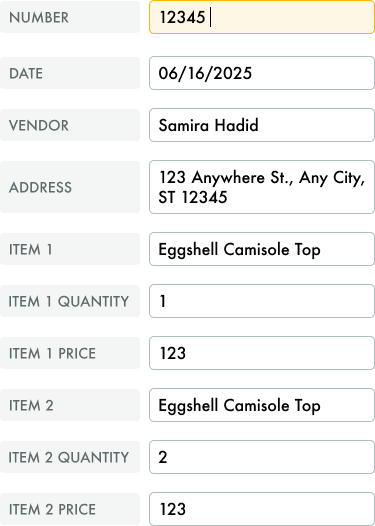 NUMBER 12345
DATE 06/16/2025
VENDOR Samira Hadid
ADDRESS 123 Anywhere St., Any City,
ST 12345
ITEM 1 Eggshell Camisole Top
ITEM 1 QUANTITY 1
ITEM 1 PRICE 123
ITEM 2 Eggshell Camisole Top
ITEM 2 QUANTITY 2
ITEM 2 PRICE 123